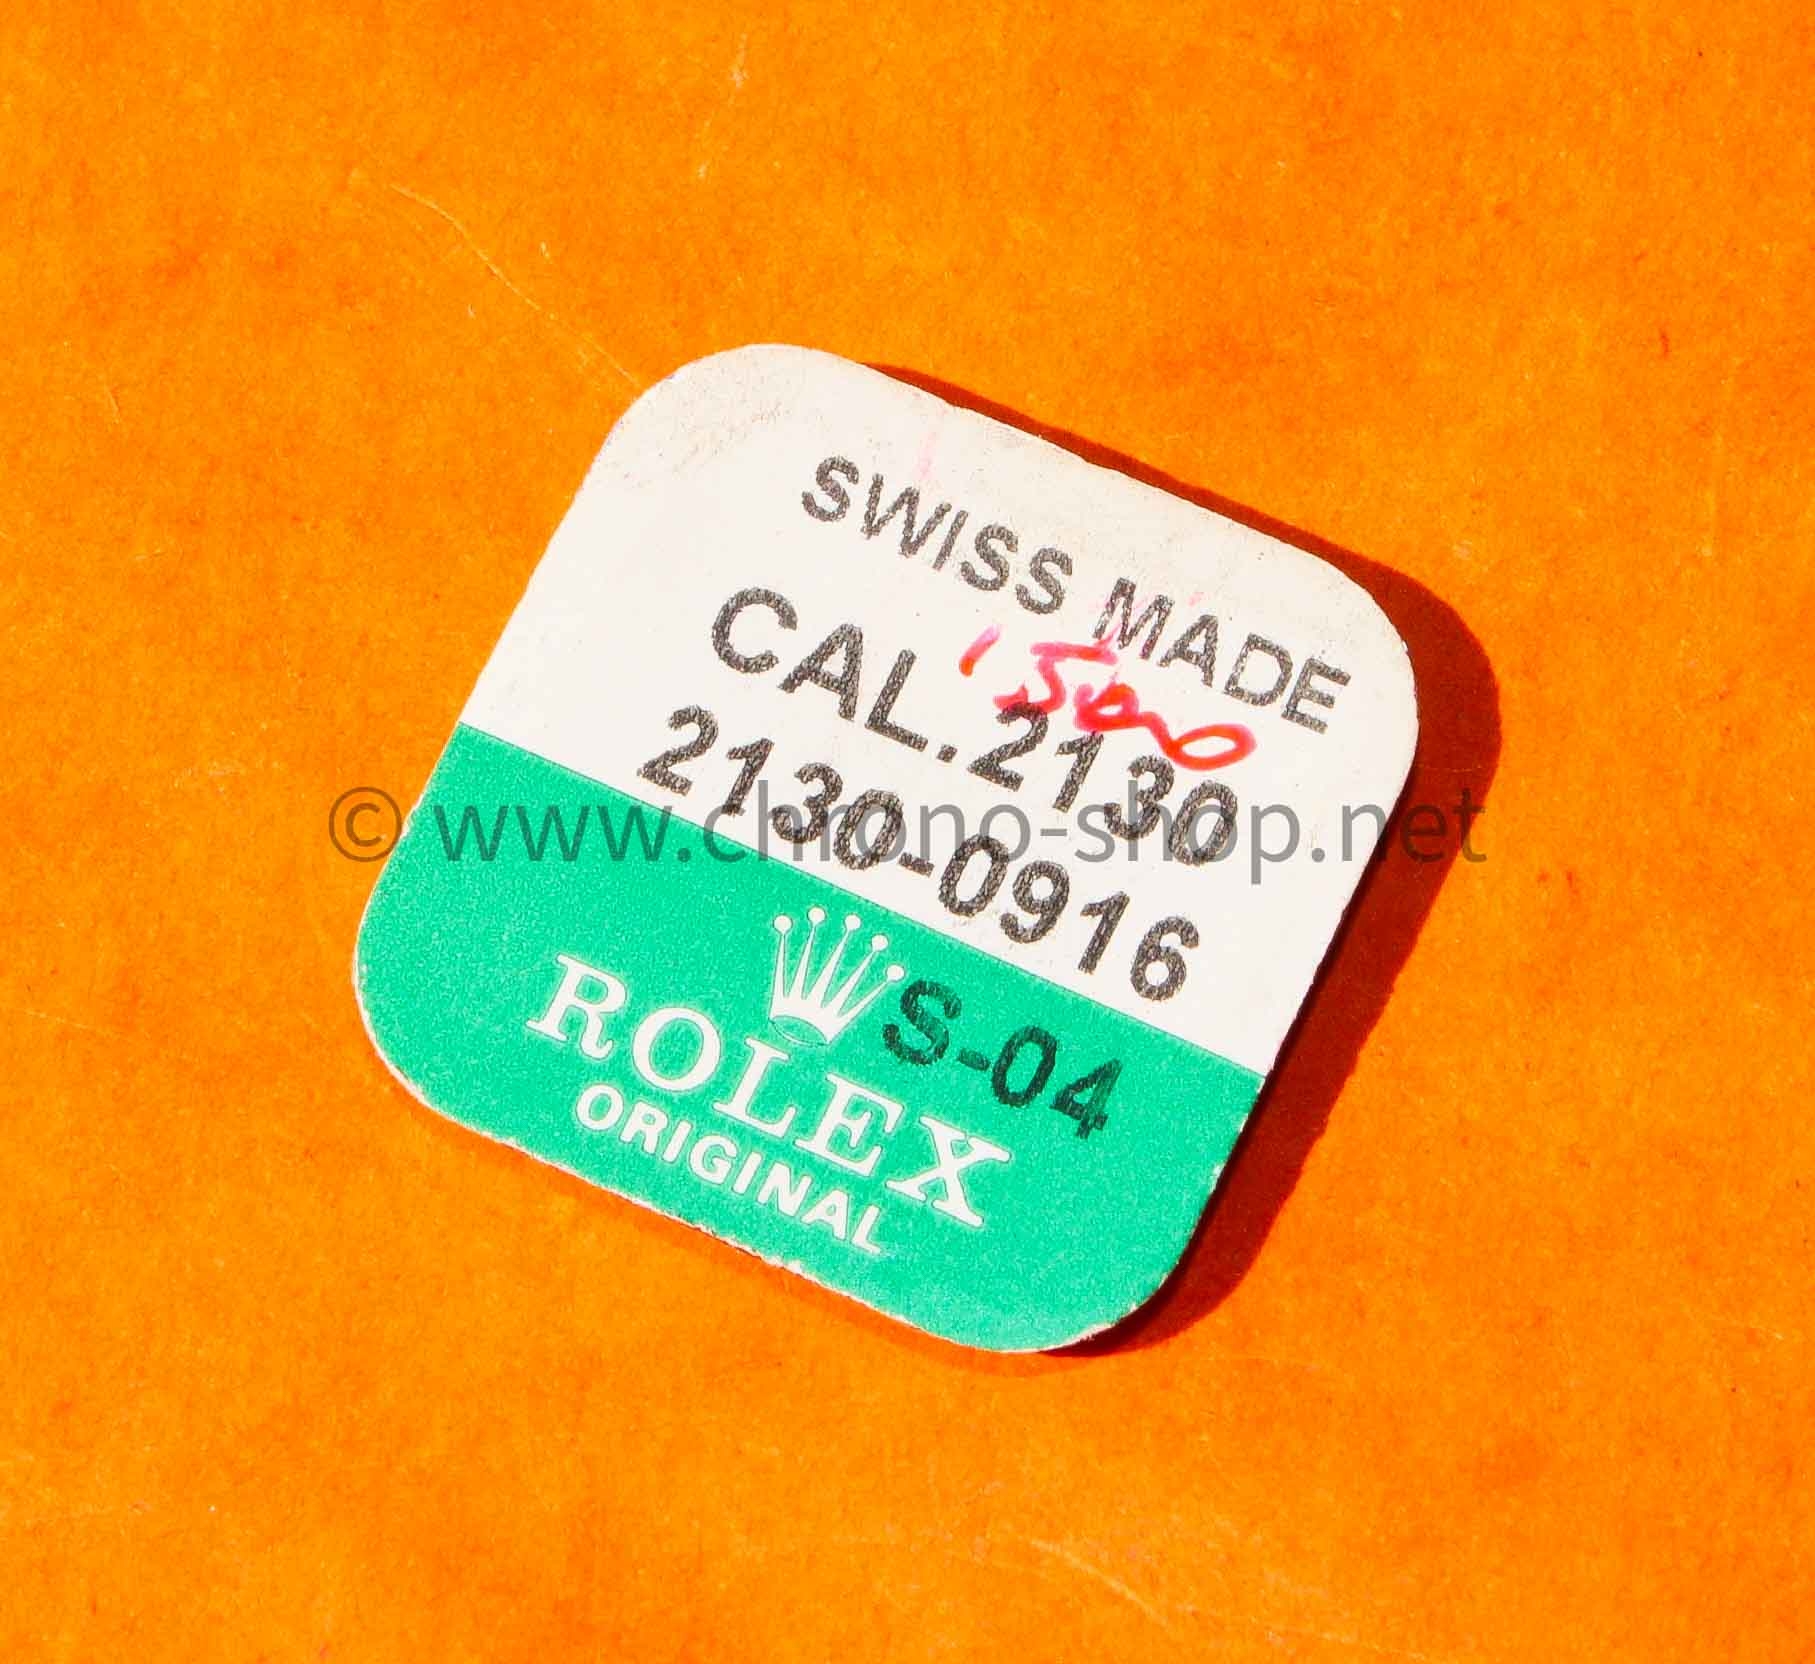 SWISS MADE
1500
CAL.2130
2130-0916
S-04
ROLEX
ORIGINAL
© www.chrono-shop.net